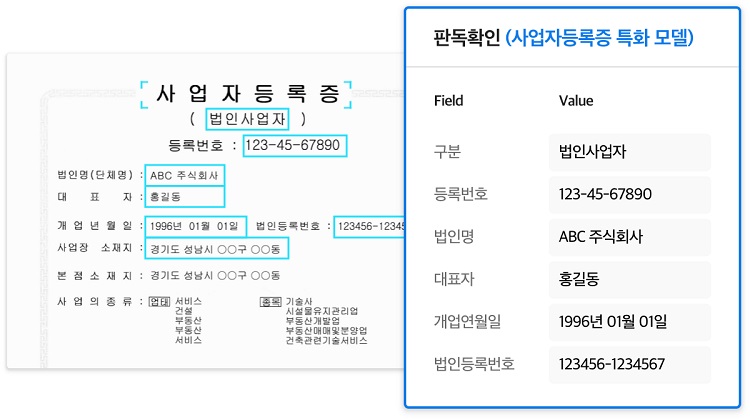 사업자등록증
( 법인사업자 )
등록번호 : 123-45-67890
법인명(단체명) : ABC 주식회사
대 표 자 : 홍길동
개업년월일 : 1996년 01월 01일 법인등록번호 : 123456-12345
사업장 소재지 : 경기도 성남시 ○○구 ○○동
본점소재지 : 경기도 성남시 ○○구 ○○동
사업의종류 : 업태 서비스 종목 기술사
건설 시설물유지관리업
부동산 부동산개발업
부동산 부동산매매및분양업
서비스 건축관련기술서비스
판독확인 (사업자등록증 특화 모델)
Field Value
구분 법인사업자
등록번호 123-45-67890
법인명 ABC 주식회사
대표자 홍길동
개업연월일 1996년 01월 01일
법인등록번호 123456-1234567